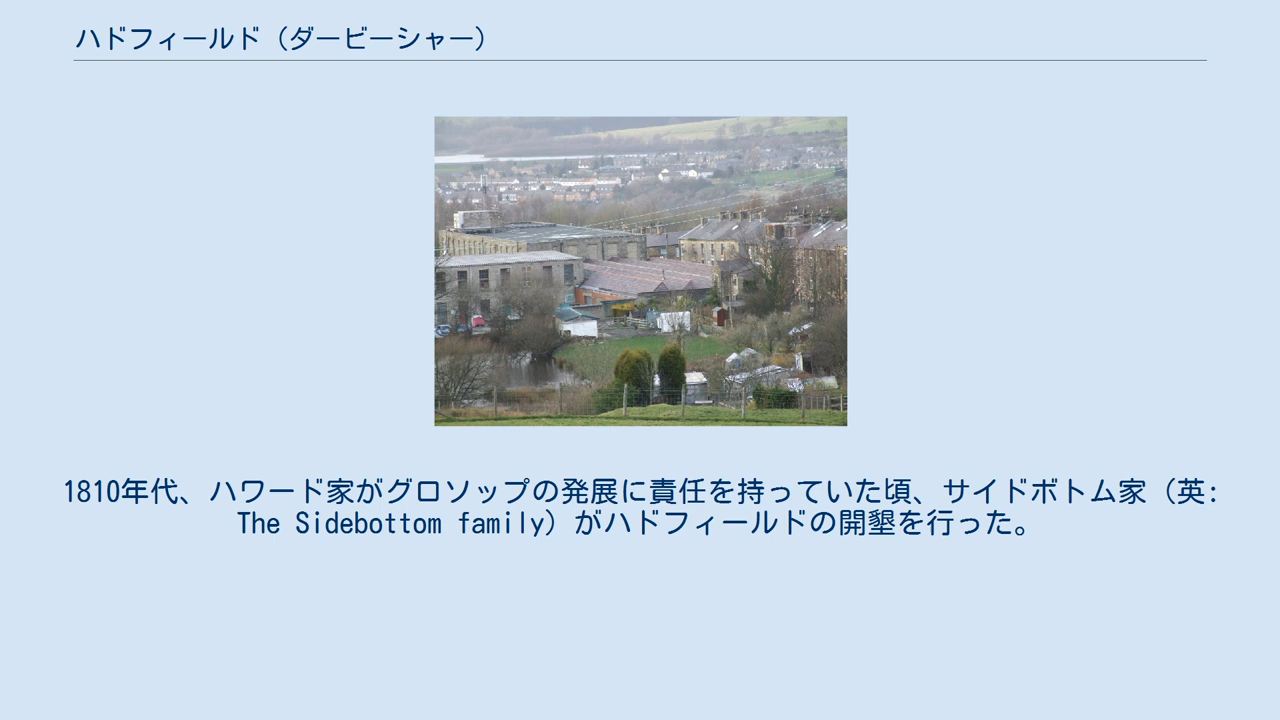 ハドフィールド（ダービーシャー）
1810年代、ハワード家がグロソップの発展に責任を持っていた頃、サイドボトム家（英:
The Sidebottom family）がハドフィールドの開墾を行った。